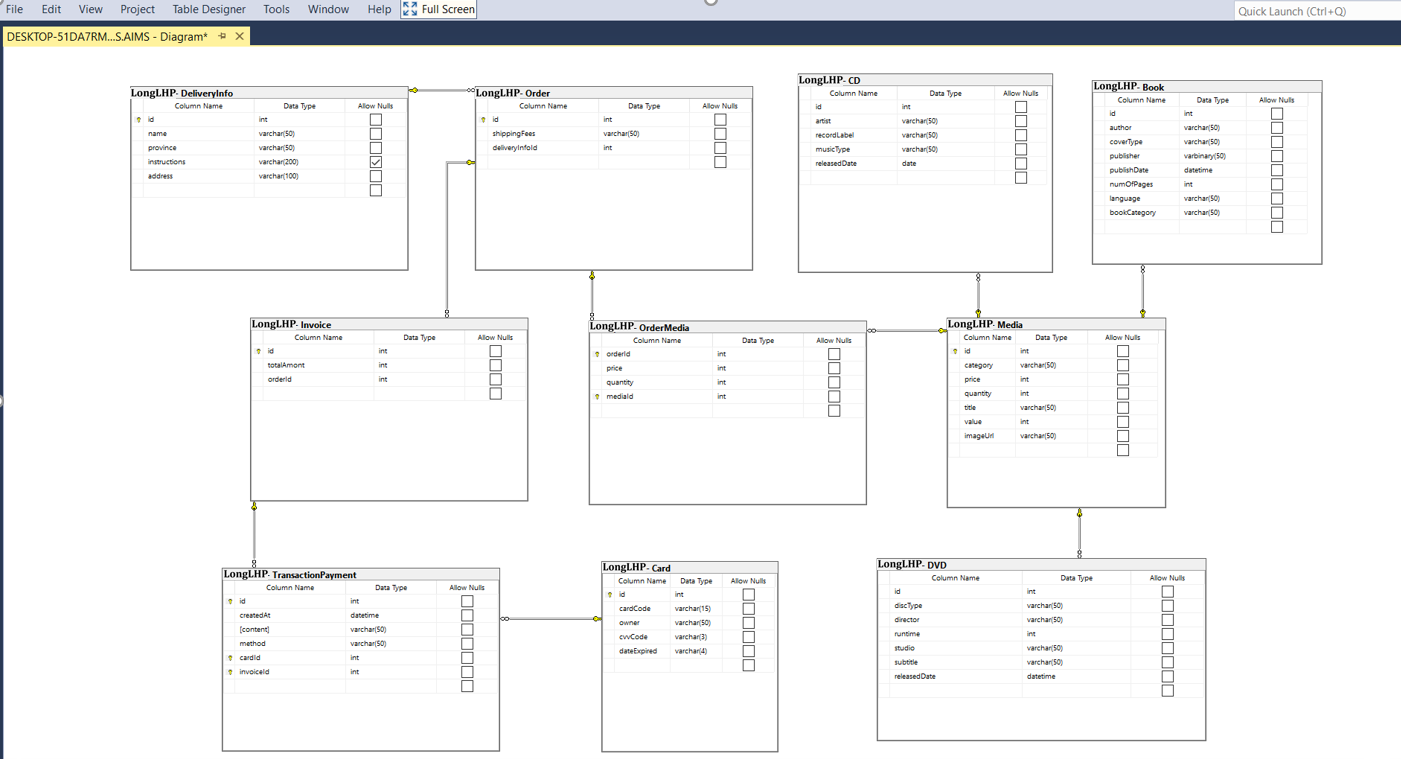 File Edit View Project Table Designer Tools Window Help Full Screen
Quick Launch (Ctrl+Q)
DESKTOP-51DA7RM...S.AIMS - Diagram*
LongLHP- DeliveryInfo
Column Name Data Type Allow Nulls
id int
name varchar(50)
province varchar(50)
instructions varchar(200)
address varchar(100)
LongLHP- Order
Column Name Data Type Allow Nulls
id int
shippingFees varchar(50)
deliveryInfoId int
LongLHP- CD
Column Name Data Type Allow Nulls
id int
artist varchar(50)
recordLabel varchar(50)
musicType varchar(50)
releasedDate date
LongLHP- Book
Column Name Data Type Allow Nulls
id int
author varchar(50)
coverType varchar(50)
publisher varbinary(50)
publishDate datetime
numOfPages int
language varchar(50)
bookCategory varchar(50)
LongLHP- Invoice
Column Name Data Type Allow Nulls
id int
totalAmont int
orderId int
LongLHP- OrderMedia
Column Name Data Type Allow Nulls
orderId int
price int
quantity int
mediaId int
LongLHP- Media
Column Name Data Type Allow Nulls
id int
category varchar(50)
price int
quantity int
title varchar(50)
value int
imageUrl varchar(50)
LongLHP- TransactionPayment
Column Name Data Type Allow Nulls
id int
createdAt datetime
[content] varchar(50)
method varchar(50)
cardId int
invoiceId int
LongLHP- Card
Column Name Data Type Allow Nulls
id int
cardCode varchar(15)
owner varchar(50)
cvvCode varchar(3)
dateExpired varchar(4)
LongLHP- DVD
Column Name Data Type Allow Nulls
id int
discType varchar(50)
director varchar(50)
runtime int
studio varchar(50)
subtitle varchar(50)
releasedDate datetime